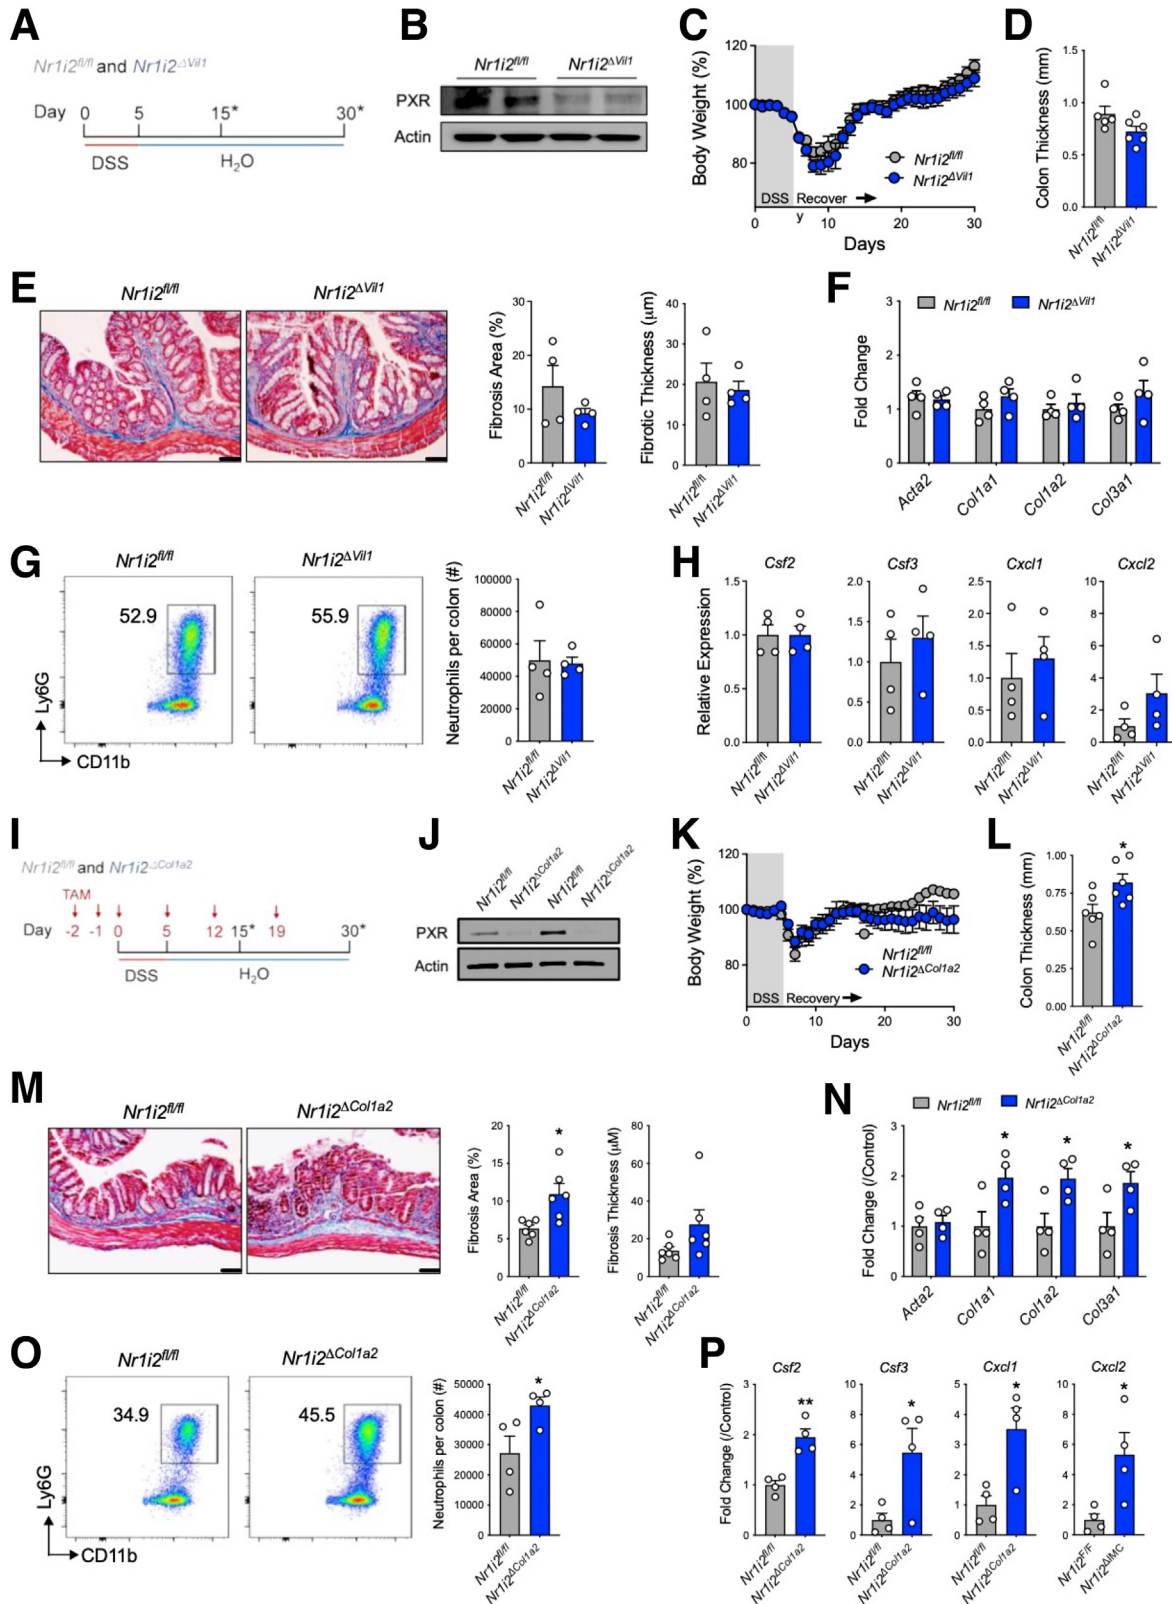 A
Nr1i2fl/fl and Nr1i2ΔVil1
Day 0 5 15* 30*
DSS H2O
B
Nr1i2fl/fl Nr1i2ΔVil1
PXR
Actin
C
Body Weight (%)
120
100
80
DSS Recover
y
Nr1i2fl/fl
Nr1i2ΔVil1
0 10 20 30
Days
D
Colon Thickness (mm)
1.5
1.0
0.5
0.0
Nr1i2fl/fl
Nr1i2ΔVil1
E
Nr1i2fl/fl Nr1i2ΔVil1
Fibrosis Area (%)
30
20
10
0
Nr1i2fl/fl
Nr1i2ΔVil1
Fibrotic Thickness (μm)
40
30
20
10
0
Nr1i2fl/fl
Nr1i2ΔVil1
F
Nr1i2fl/fl Nr1i2ΔVil1
Fold Change
3
2
1
0
Acta2 Col1a1 Col1a2 Col3a1
G
Nr1i2fl/fl Nr1i2ΔVil1
52.9 55.9
Ly6G
CD11b
Neutrophils per colon (#)
100000
80000
60000
40000
20000
0
Nr1i2fl/fl
Nr1i2ΔVil1
H
Relative Expression
Csf2
1.5
1.0
0.5
0.0
Nr1i2fl/fl
Nr1i2ΔVil1
Csf3
2.0
1.5
1.0
0.5
0.0
Nr1i2fl/fl
Nr1i2ΔVil1
Cxcl1
2.5
2.0
1.5
1.0
0.5
0.0
Nr1i2fl/fl
Nr1i2ΔVil1
Cxcl2
10
8
6
4
2
0
Nr1i2fl/fl
Nr1i2ΔVil1
I
Nr1i2fl/fl and Nr1i2ΔCol1a2
TAM
Day -2 -1 0 5 12 15* 19 30*
DSS H2O
J
Nr1i2fl/fl Nr1i2ΔCol1a2 Nr1i2fl/fl Nr1i2ΔCol1a2
PXR
Actin
K
Body Weight (%)
120
100
80
DSS Recovery
Nr1i2fl/fl
Nr1i2ΔCol1a2
0 10 20 30
Days
L
Colon Thickness (mm)
1.00
0.75
0.50
0.25
0.00
*
Nr1i2fl/fl
Nr1i2ΔCol1a2
M
Nr1i2fl/fl Nr1i2ΔCol1a2
Fibrosis Area (%)
20
15
10
5
0
*
Nr1i2fl/fl
Nr1i2ΔCol1a2
Fibrosis Thickness (μM)
80
60
40
20
0
Nr1i2fl/fl
Nr1i2ΔCol1a2
N
Nr1i2fl/fl Nr1i2ΔCol1a2
Fold Change (/Control)
3
2
1
0
* * *
Acta2 Col1a1 Col1a2 Col3a1
O
Nr1i2fl/fl Nr1i2ΔCol1a2
34.9 45.5
Ly6G
CD11b
Neutrophils per colon (#)
50000
40000
30000
20000
10000
0
*
Nr1i2fl/fl
Nr1i2ΔCol1a2
P
Fold Change (/Control)
Csf2
3
2
1
0
**
Nr1i2fl/fl
Nr1i2ΔCol1a2
Csf3
10
8
6
4
2
0
*
Nr1i2fl/fl
Nr1i2ΔCol1a2
Cxcl1
5
4
3
2
1
0
*
Nr1i2fl/fl
Nr1i2ΔCol1a2
Cxcl2
10
8
6
4
2
0
*
Nr1i2F/F
Nr1i2ΔIMC